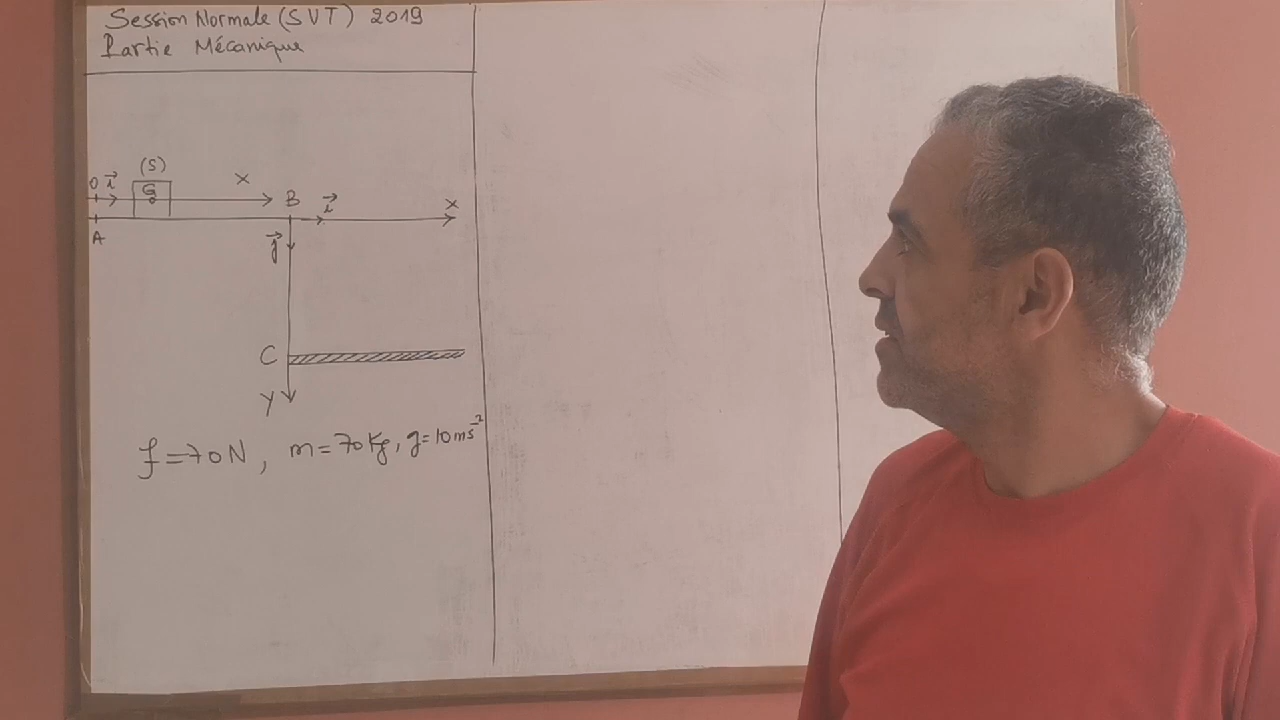 Session Normale (SVT) 2019
Partie Mécanique
(S)
O i⃗ G x B i⃗ x
A
j⃗
C
y
f = 70 N, m = 70 Kg, g = 10 ms⁻²